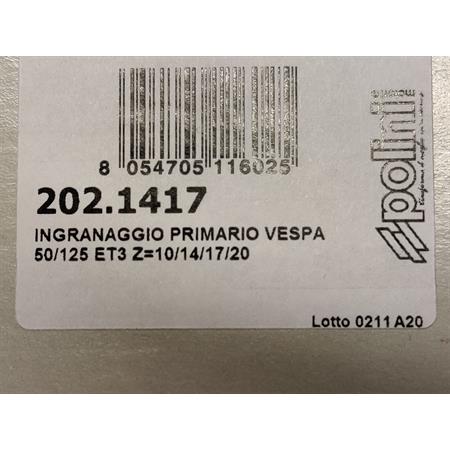 8 054705 116025
202.1417
INGRANAGGIO PRIMARIO VESPA
50/125 ET3 Z=10/14/17/20
Lotto 0211 A20
polini
motori